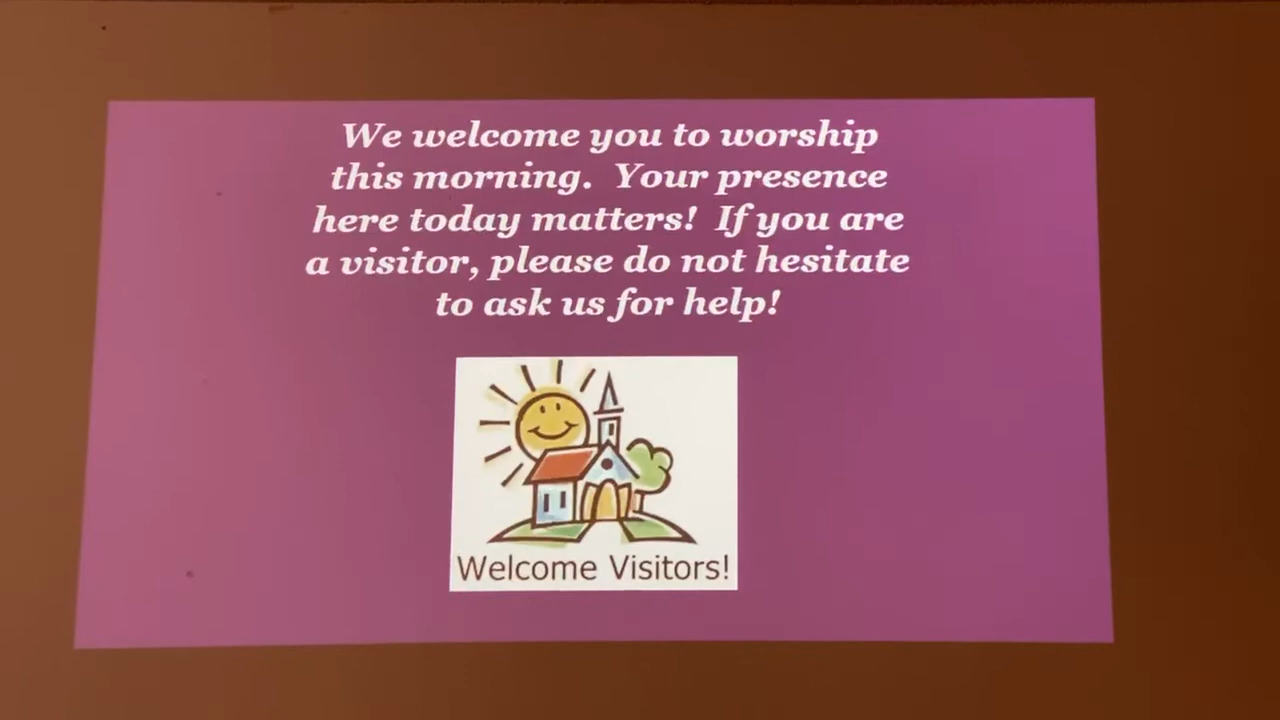 We welcome you to worship
this morning.  Your presence
here today matters!  If you are
a visitor, please do not hesitate
to ask us for help!
Welcome Visitors!